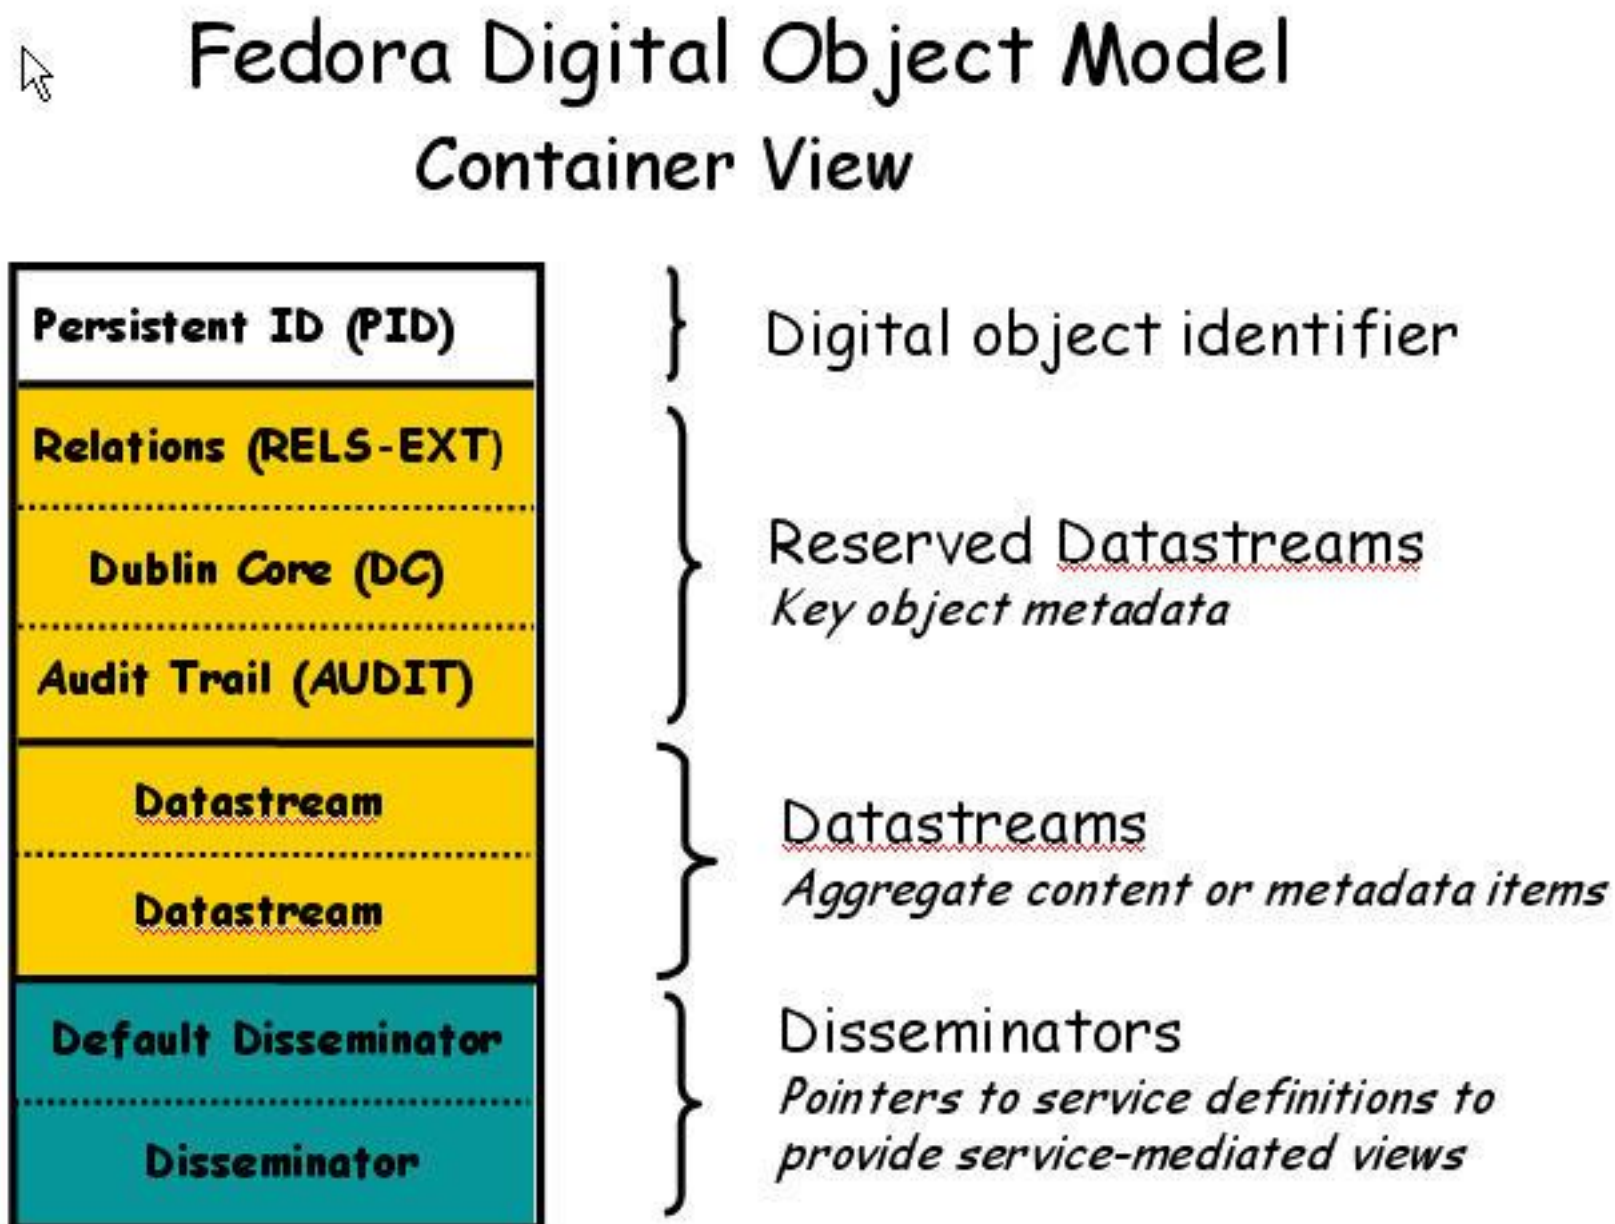 Fedora Digital Object Model
Container View
Persistent ID (PID)
Digital object identifier
Relations (RELS-EXT)
Dublin Core (DC)
Audit Trail (AUDIT)
Reserved Datastreams
Key object metadata
Datastream
Datastream
Datastreams
Aggregate content or metadata items
Default Disseminator
Disseminator
Disseminators
Pointers to service definitions to
provide service-mediated views